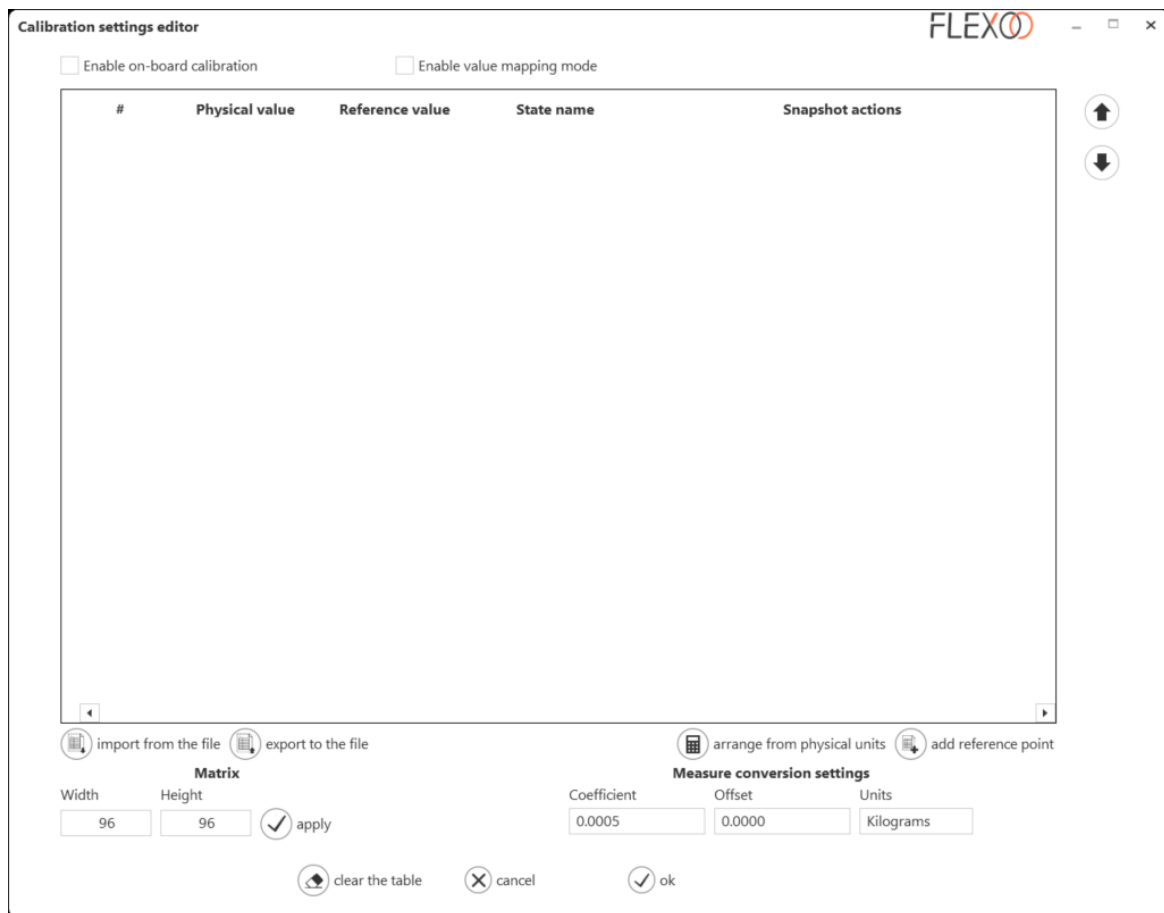 Calibration settings editor
FLEXOO
Enable on-board calibration
Enable value mapping mode
# Physical value Reference value State name Snapshot actions
import from the file export to the file arrange from physical units add reference point
Matrix Measure conversion settings
Width Height Coefficient Offset Units
96 96 apply 0.0005 0.0000 Kilograms
clear the table cancel ok